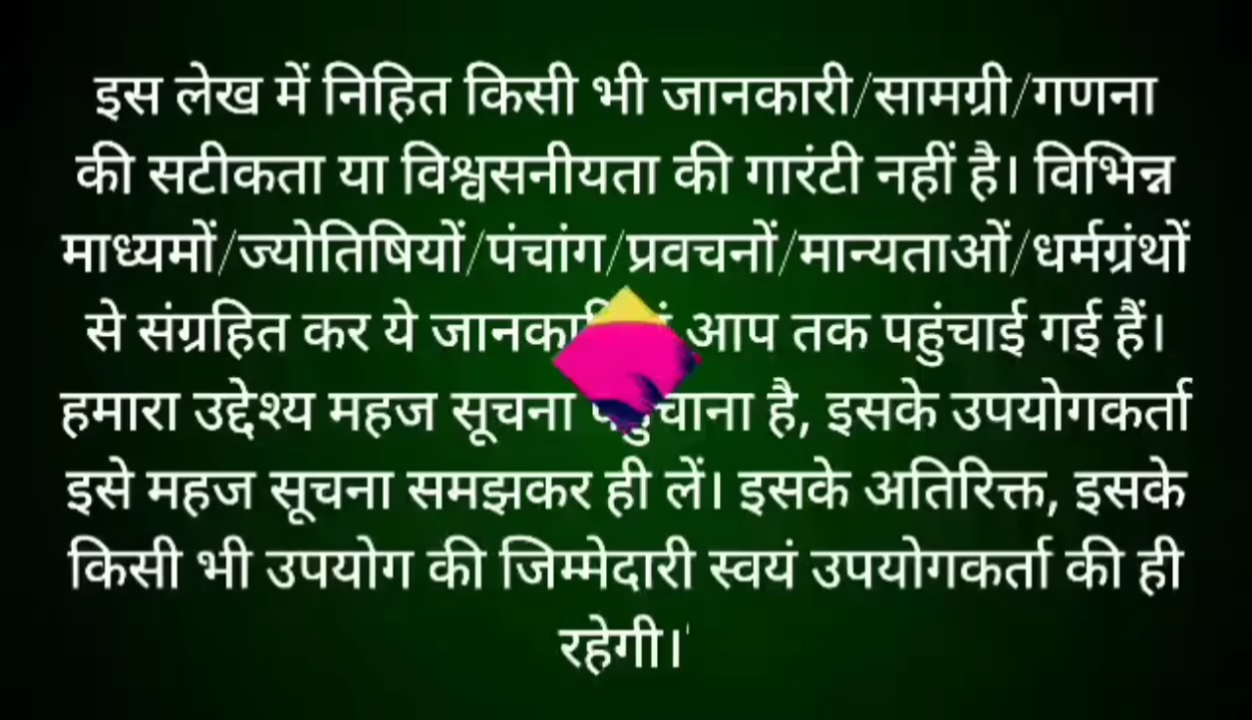 इस लेख में निहित किसी भी जानकारी/सामग्री/गणना
की सटीकता या विश्वसनीयता की गारंटी नहीं है। विभिन्न
माध्यमों/ज्योतिषियों/पंचांग/प्रवचनों/मान्यताओं/धर्मग्रंथों
से संग्रहित कर ये आप तक पहुंचाई गई हैं।
हमारा उद्देश्य महज सूचना है, इसके उपयोगकर्ता
इसे महज सूचना समझकर ही लें। इसके अतिरिक्त, इसके
किसी भी उपयोग की जिम्मेदारी स्वयं उपयोगकर्ता की ही
रहेगी।'